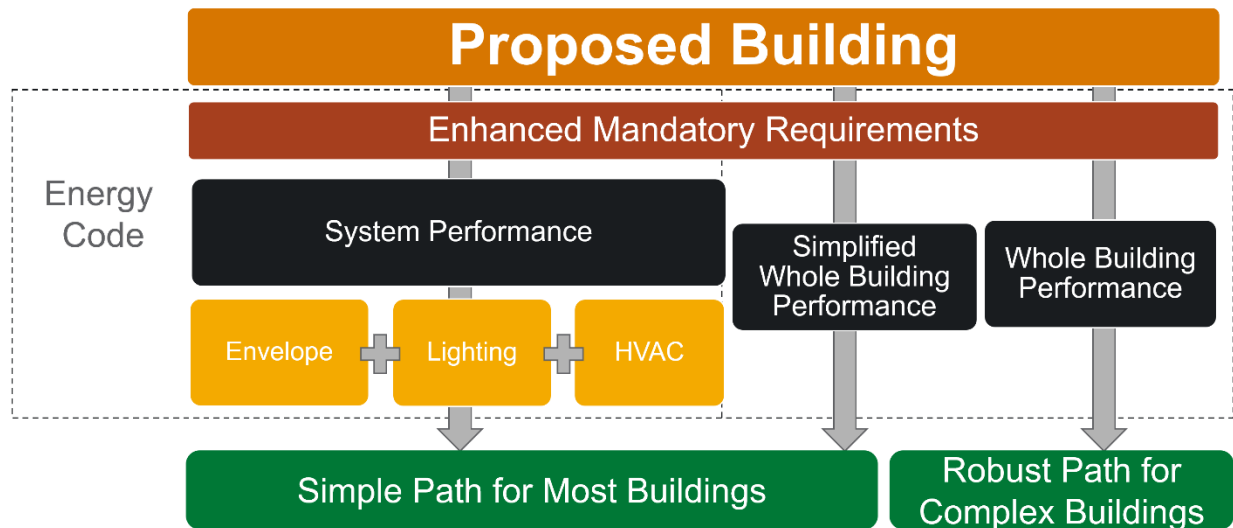 Proposed Building
Enhanced Mandatory Requirements
Energy
Code
System Performance
Simplified
Whole Building
Performance
Whole Building
Performance
Envelope
Lighting
HVAC
Simple Path for Most Buildings
Robust Path for
Complex Buildings